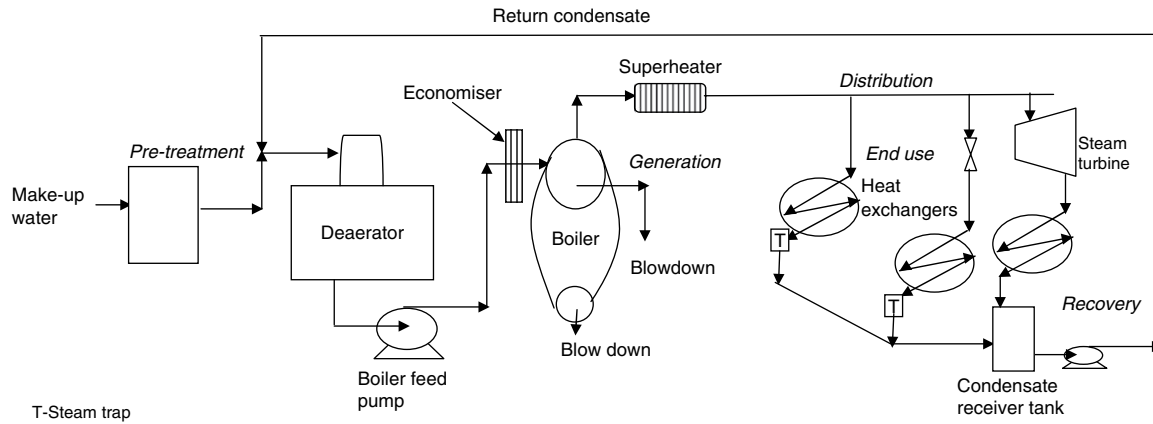 Return condensate
Superheater
Distribution
Economiser
Pre-treatment
Generation
End use
Steam
turbine
Make-up
water
Heat
exchangers
Deaerator
Boiler
T
Blowdown
T
Recovery
Blow down
Boiler feed
pump
Condensate
receiver tank
T-Steam trap